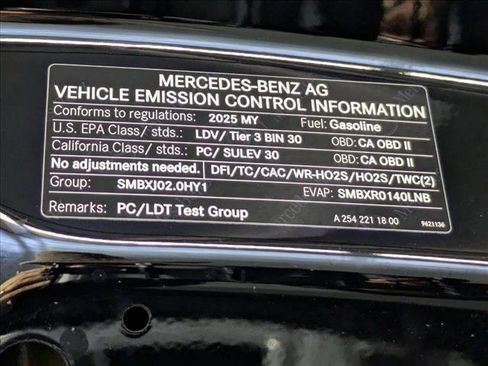 MERCEDES-BENZ AG
VEHICLE EMISSION CONTROL INFORMATION
Conforms to regulations: 2025 MY Fuel: Gasoline
U.S. EPA Class/ stds.: LDV/ Tier 3 BIN 30 OBD: CA OBD II
California Class/ stds.: PC/ SULEV 30 OBD: CA OBD II
No adjustments needed. DFI/TC/CAC/WR-HO2S/HO2S/TWC(2)
Group: SMBXJ02.0HY1 EVAP: SMBXR0140LNB
Remarks: PC/LDT Test Group A 254 221 18 00 9621136